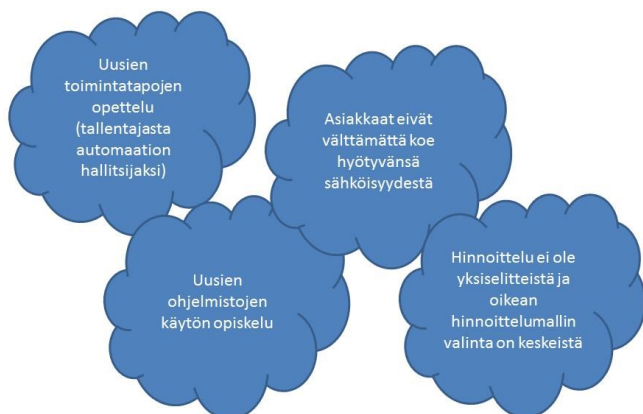 Uusien
toimintatapojen
opettelu
(tallentajasta
automaation
hallitsijaksi)
Asiakkaat eivät
välttämättä koe
hyötyvänsä
sähköisyydestä
Uusien
ohjelmistojen
käytön opiskelu
Hinnoittelu ei ole
yksiselitteistä ja
oikean
hinnoittelumallin
valinta on keskeistä